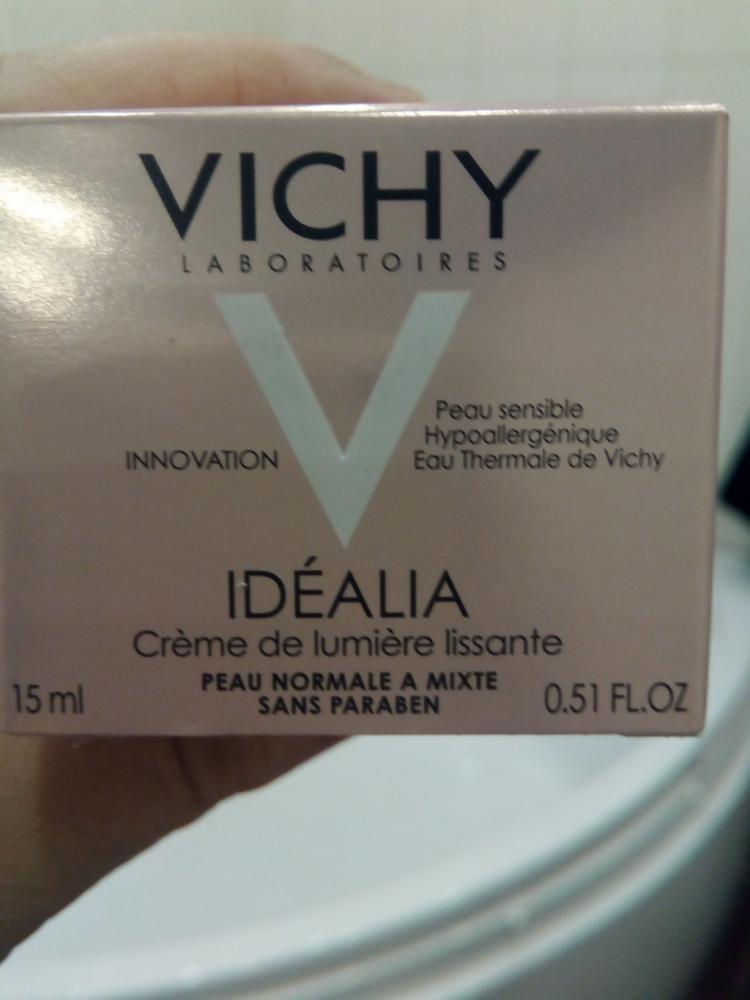 VICHY
LABORATOIRES
Peau sensible
Hypoallergénique
INNOVATION Eau Thermale de Vichy
IDÉALIA
Crème de lumière lissante
PEAU NORMALE A MIXTE
15 ml SANS PARABEN 0.51 FL.OZ